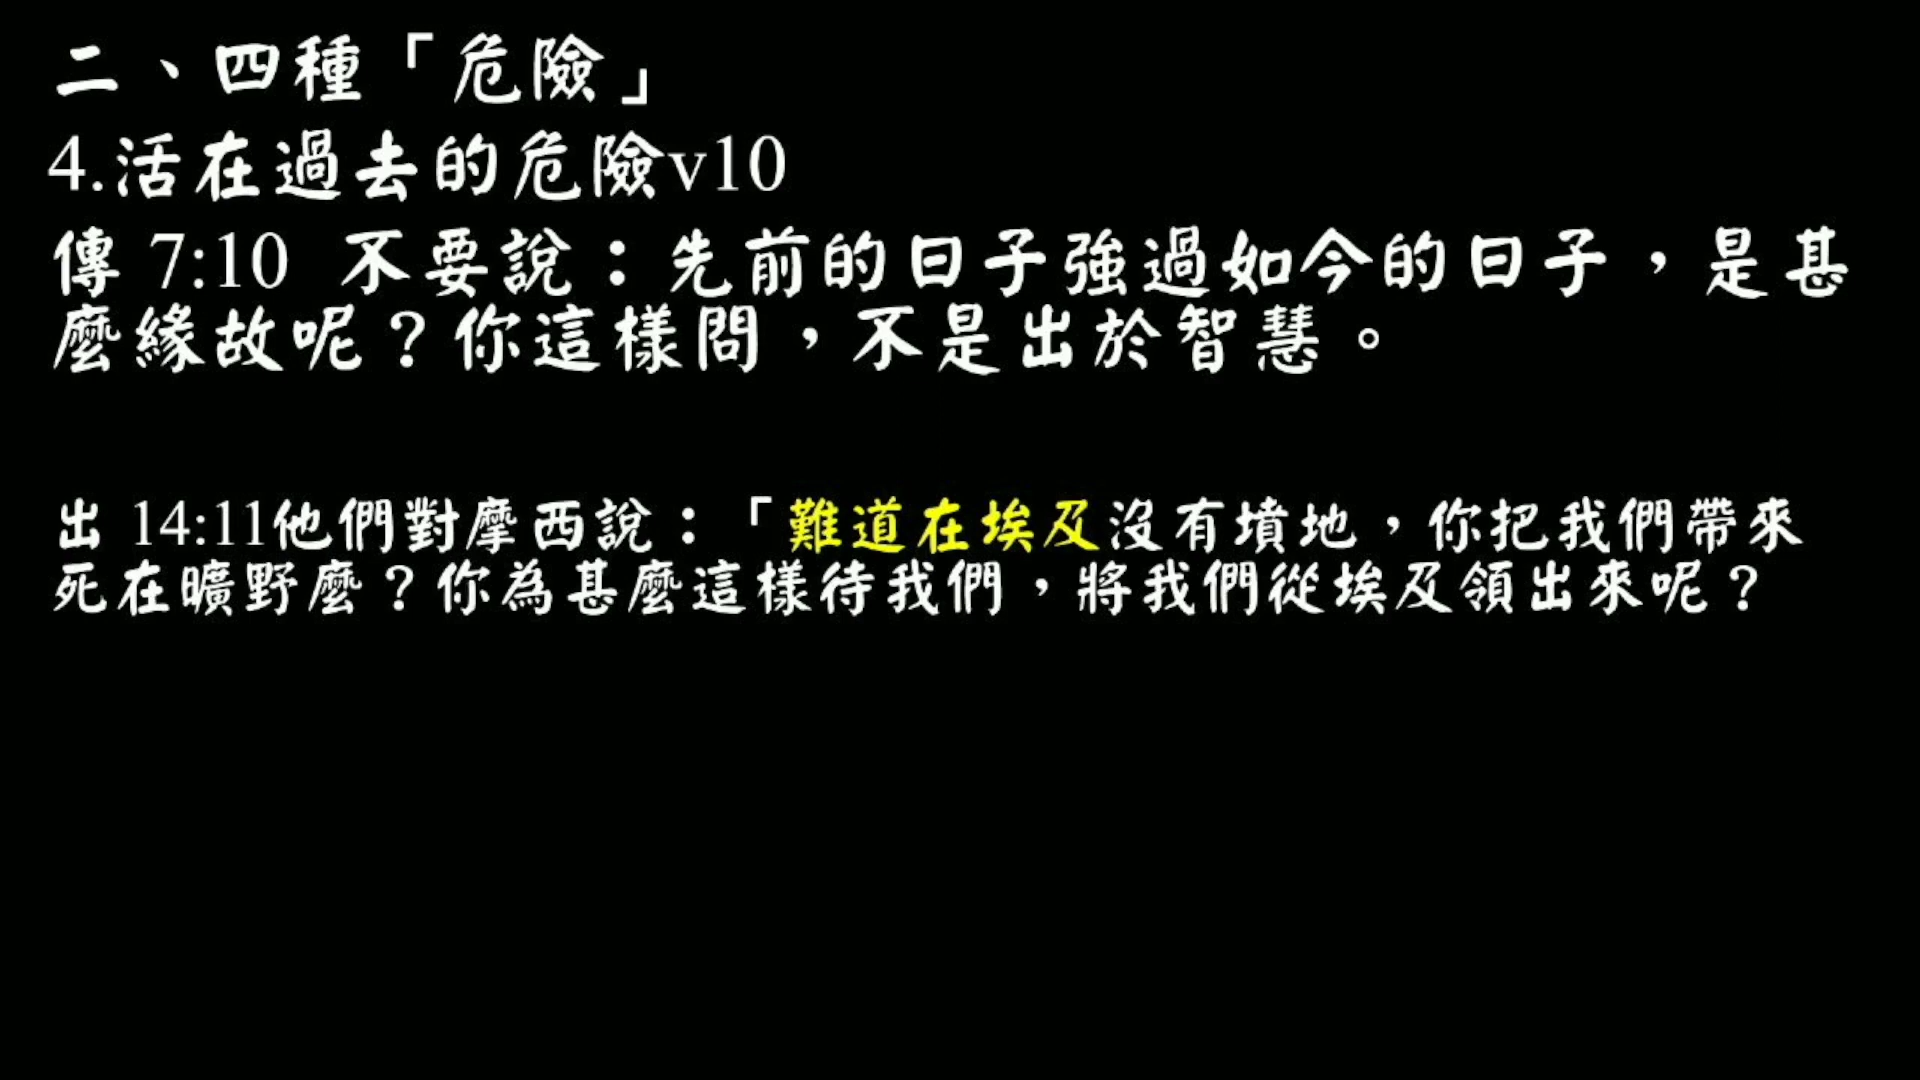 二、四種「危險」
4.活在過去的危險v10
傳 7:10  不要說：先前的日子強過如今的日子，是甚
麼緣故呢？你這樣問，不是出於智慧。
出 14:11他們對摩西說：「難道在埃及沒有墳地，你把我們帶來
死在曠野麼？你為甚麼這樣待我們，將我們從埃及領出來呢？